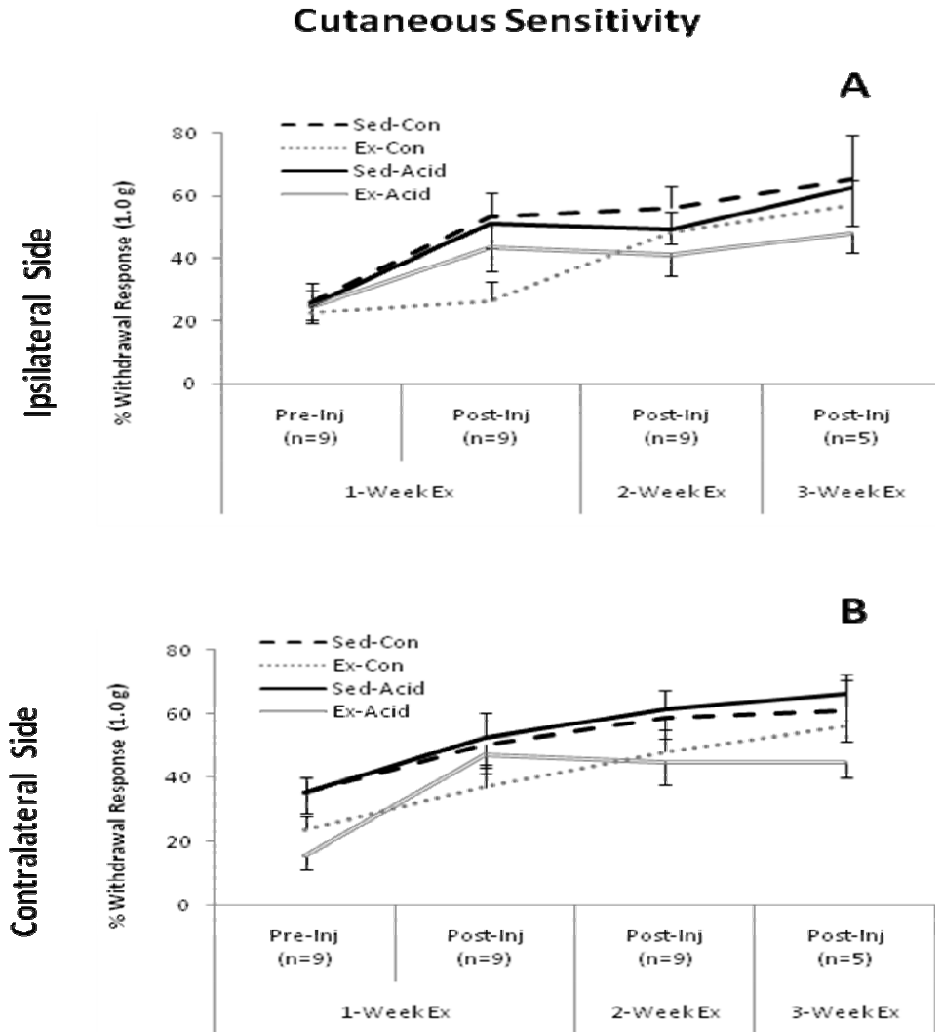 Cutaneous Sensitivity
A
Ipsilateral Side
% Withdrawal Response (1.0 g)
Sed-Con
Ex-Con
Sed-Acid
Ex-Acid
80
60
40
20
0
Pre-Inj Post-Inj Post-Inj Post-Inj
(n=9) (n=9) (n=9) (n=5)
1-Week Ex 2-Week Ex 3-Week Ex
B
Contralateral Side
% Withdrawal Response (1.0 g)
Sed-Con
Ex-Con
Sed-Acid
Ex-Acid
80
60
40
20
0
Pre-Inj Post-Inj Post-Inj Post-Inj
(n=9) (n=9) (n=9) (n=5)
1-Week Ex 2-Week Ex 3-Week Ex